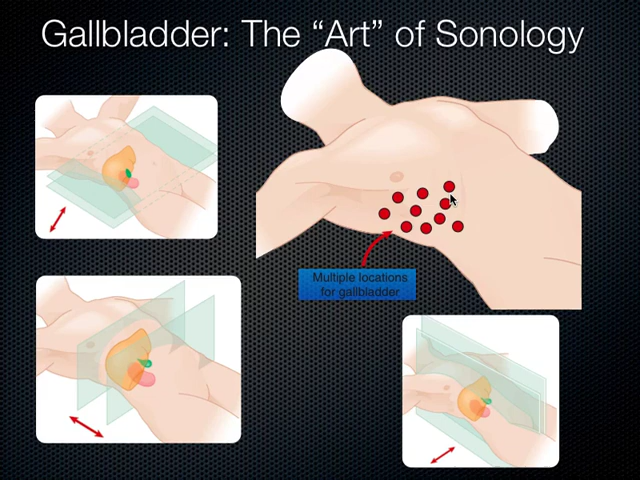 Gallbladder: The “Art” of Sonology
Multiple locations
for gallbladder